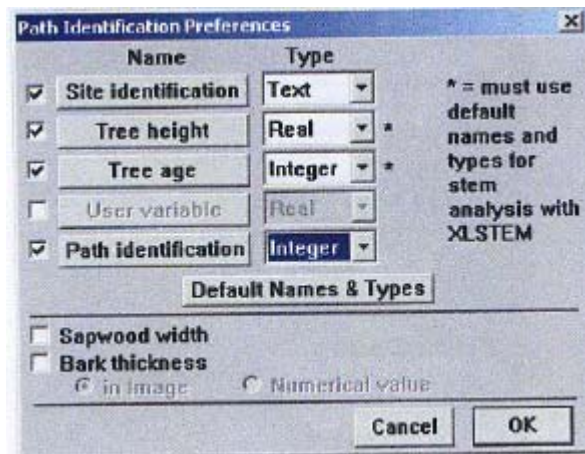 Path Identification Preferences
Name Type
Site identification Text
Tree height Real *
Tree age Integer *
User variable Real
Path identification Integer
* = must use
default
names and
types for
stem
analysis with
XLSTEM
Default Names & Types
Sapwood width
Bark thickness
in image Numerical value
Cancel OK